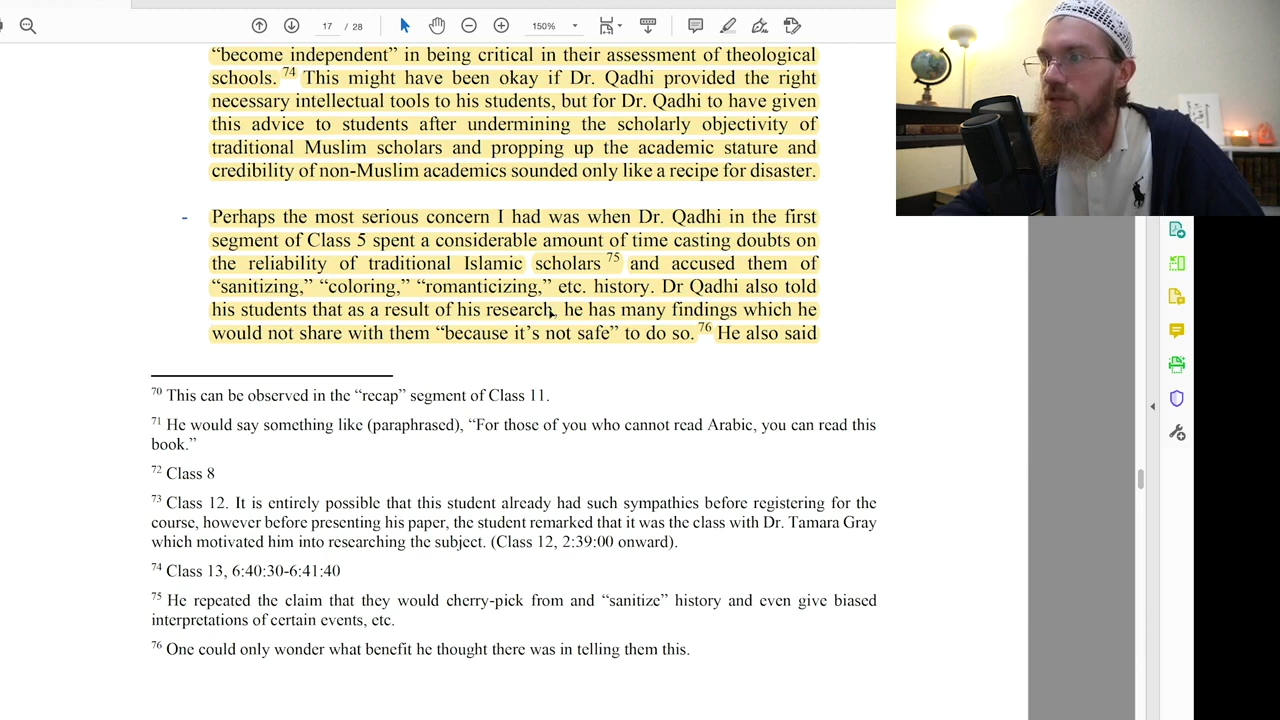 17 / 28
150%
“become independent” in being critical in their assessment of theological
schools. 74 This might have been okay if Dr. Qadhi provided the right
necessary intellectual tools to his students, but for Dr. Qadhi to have given
this advice to students after undermining the scholarly objectivity of
traditional Muslim scholars and propping up the academic stature and
credibility of non-Muslim academics sounded only like a recipe for disaster.
- Perhaps the most serious concern I had was when Dr. Qadhi in the first
segment of Class 5 spent a considerable amount of time casting doubts on
the reliability of traditional Islamic scholars 75 and accused them of
“sanitizing,” “coloring,” “romanticizing,” etc. history. Dr Qadhi also told
his students that as a result of his research, he has many findings which he
would not share with them “because it’s not safe” to do so. 76 He also said
70 This can be observed in the “recap” segment of Class 11.
71 He would say something like (paraphrased), “For those of you who cannot read Arabic, you can read this
book.”
72 Class 8
73 Class 12. It is entirely possible that this student already had such sympathies before registering for the
course, however before presenting his paper, the student remarked that it was the class with Dr. Tamara Gray
which motivated him into researching the subject. (Class 12, 2:39:00 onward).
74 Class 13, 6:40:30-6:41:40
75 He repeated the claim that they would cherry-pick from and “sanitize” history and even give biased
interpretations of certain events, etc.
76 One could only wonder what benefit he thought there was in telling them this.